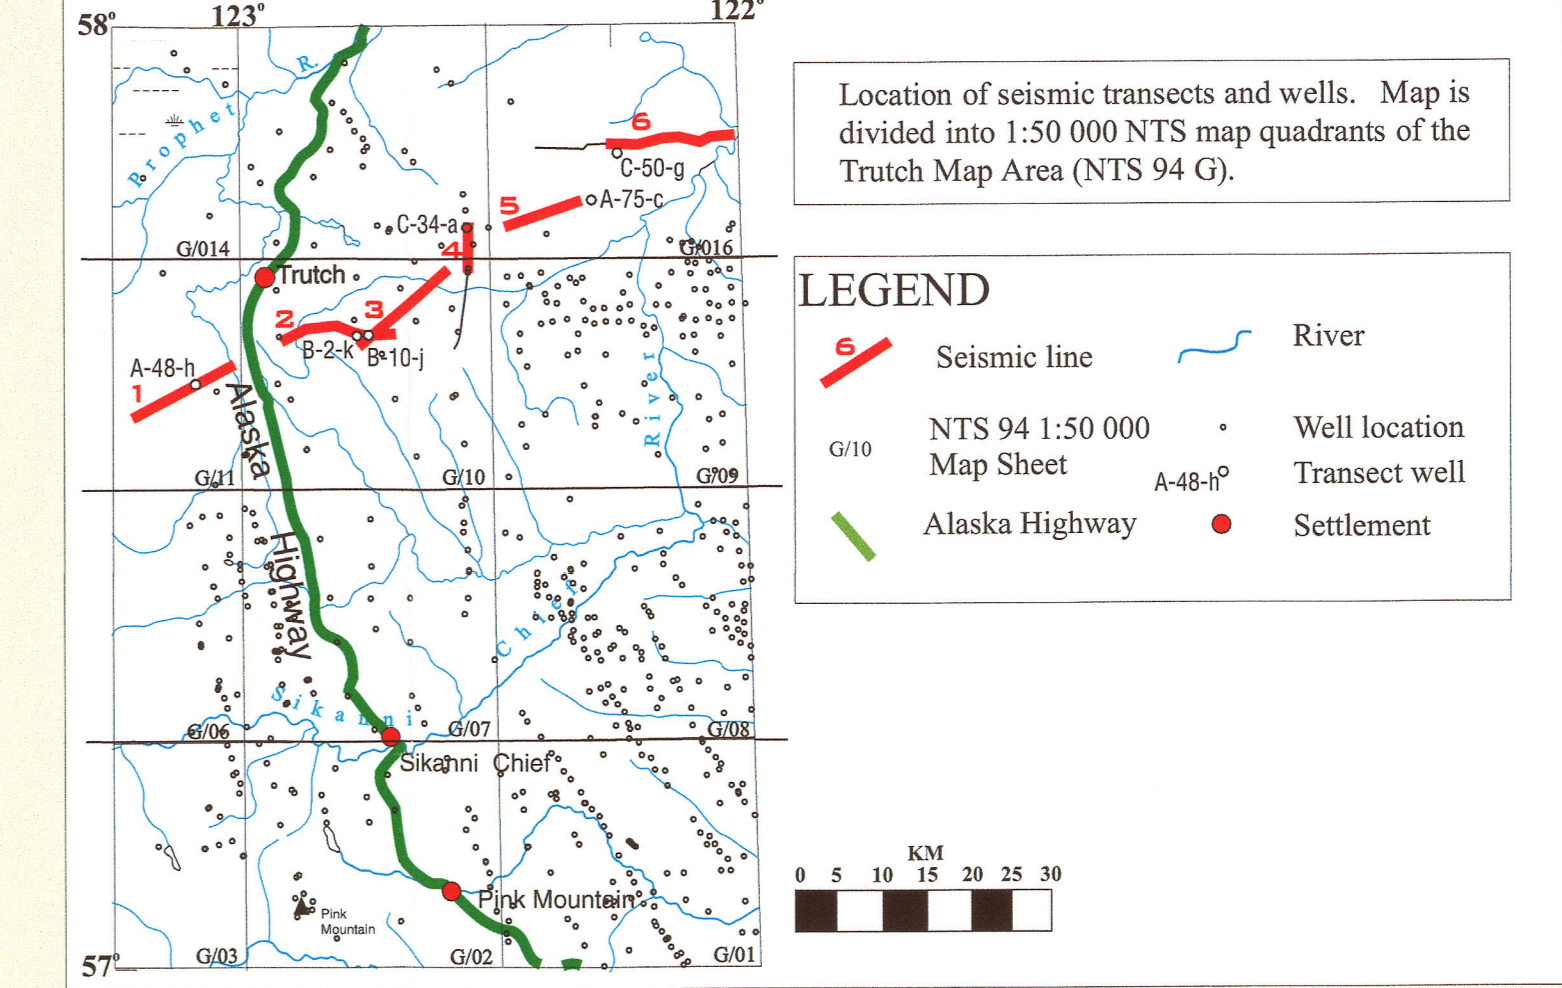 58° 123° 122°
Prophet R.
6
C-50-g
5
A-75-c
C-34-a
4
G/014
G/016
Trutch
2
3
B-2-k
B-10-j
A-48-h
1
Alaska Highway
River
G/11
G/10
G/09
Chief
Sikanni
G/06
G/07
G/08
Sikanni Chief
Pink Mountain
Pink
Mountain
G/03
G/02
G/01
57°
Location of seismic transects and wells. Map is
divided into 1:50 000 NTS map quadrants of the
Trutch Map Area (NTS 94 G).
LEGEND
6
Seismic line
River
G/10
NTS 94 1:50 000
Map Sheet
Well location
A-48-h
Transect well
Alaska Highway
Settlement
KM
0 5 10 15 20 25 30